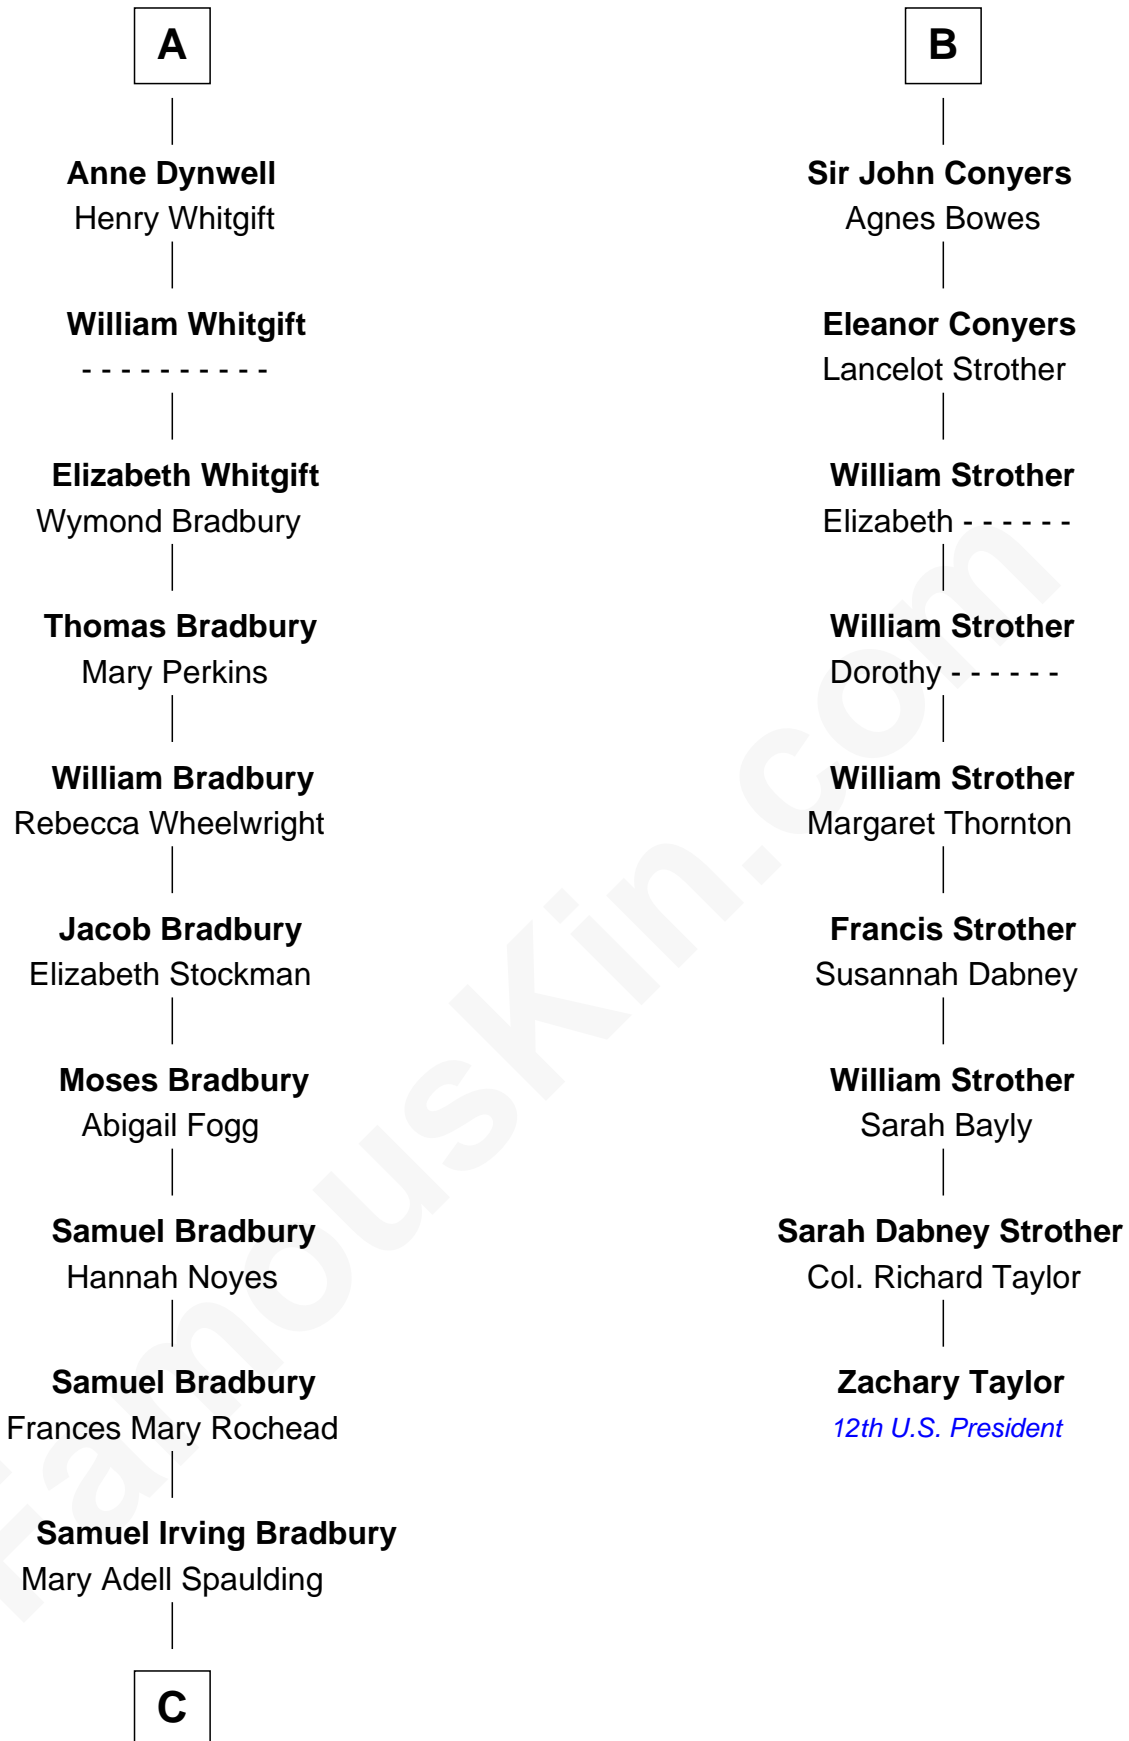 A
Anne Dynwell
Henry Whitgift
William Whitgift
- - - - - - - - - -
Elizabeth Whitgift
Wymond Bradbury
Thomas Bradbury
Mary Perkins
William Bradbury
Rebecca Wheelwright
Jacob Bradbury
Elizabeth Stockman
Moses Bradbury
Abigail Fogg
Samuel Bradbury
Hannah Noyes
Samuel Bradbury
Frances Mary Rochead
Samuel Irving Bradbury
Mary Adell Spaulding
C
B
Sir John Conyers
Agnes Bowes
Eleanor Conyers
Lancelot Strother
William Strother
Elizabeth - - - - - -
William Strother
Dorothy - - - - - -
William Strother
Margaret Thornton
Francis Strother
Susannah Dabney
William Strother
Sarah Bayly
Sarah Dabney Strother
Col. Richard Taylor
Zachary Taylor
12th U.S. President
FamousKin.com